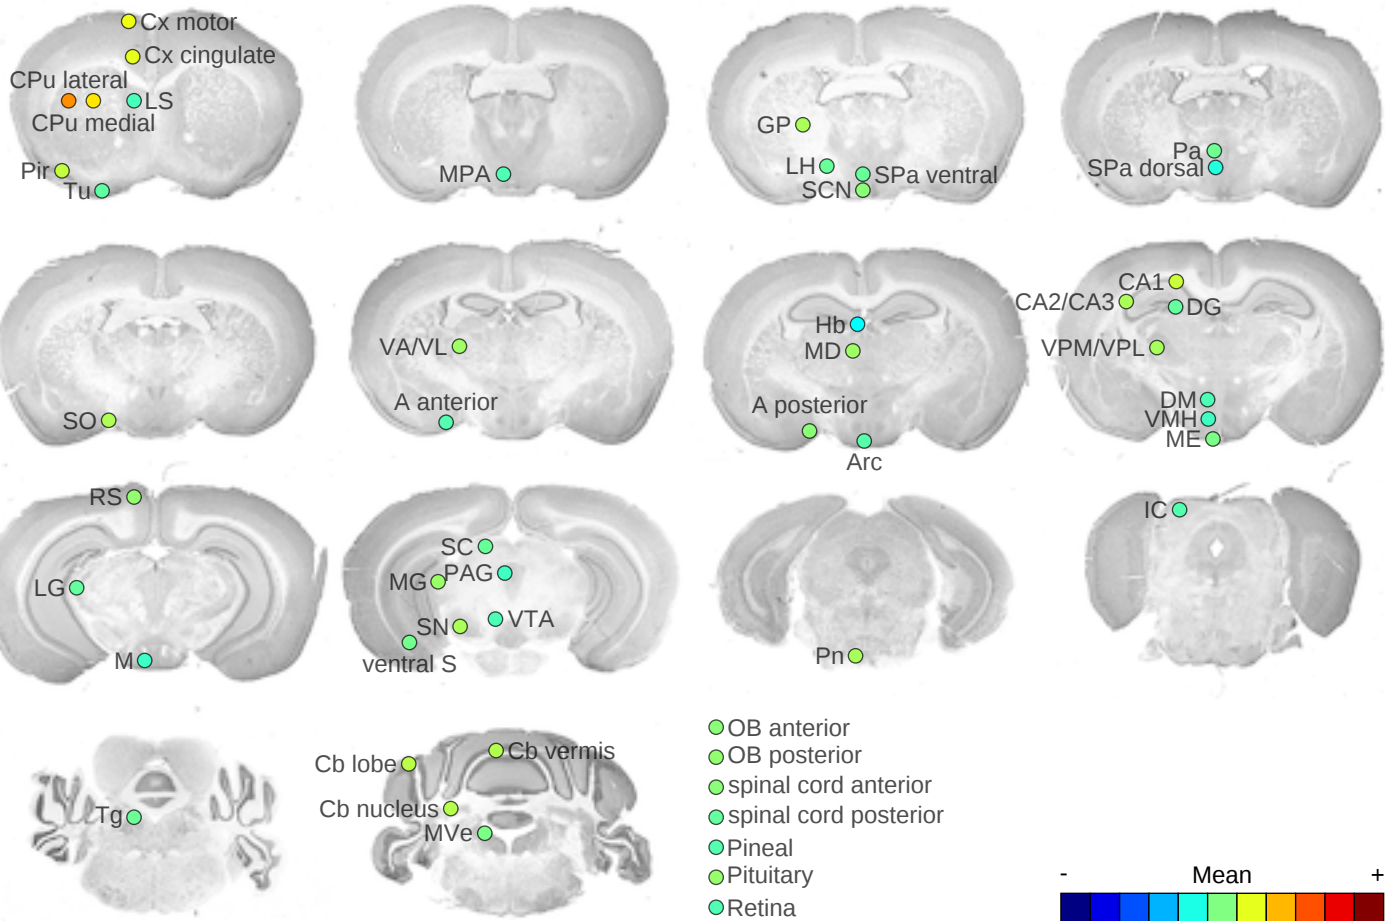 Cx motor
Cx cingulate
CPu lateral
LS
CPu medial
Pir
Tu
MPA
GP
LH
SPa ventral
SCN
Pa
SPa dorsal
SO
VA/VL
A anterior
Hb
MD
A posterior
Arc
CA1
CA2/CA3
DG
VPM/VPL
DM
VMH
ME
RS
LG
M
SC
MG
PAG
SN
VTA
ventral S
Pn
IC
Tg
Cb lobe
Cb vermis
Cb nucleus
MVe
OB anterior
OB posterior
spinal cord anterior
spinal cord posterior
Pineal
Pituitary
Retina
- Mean +